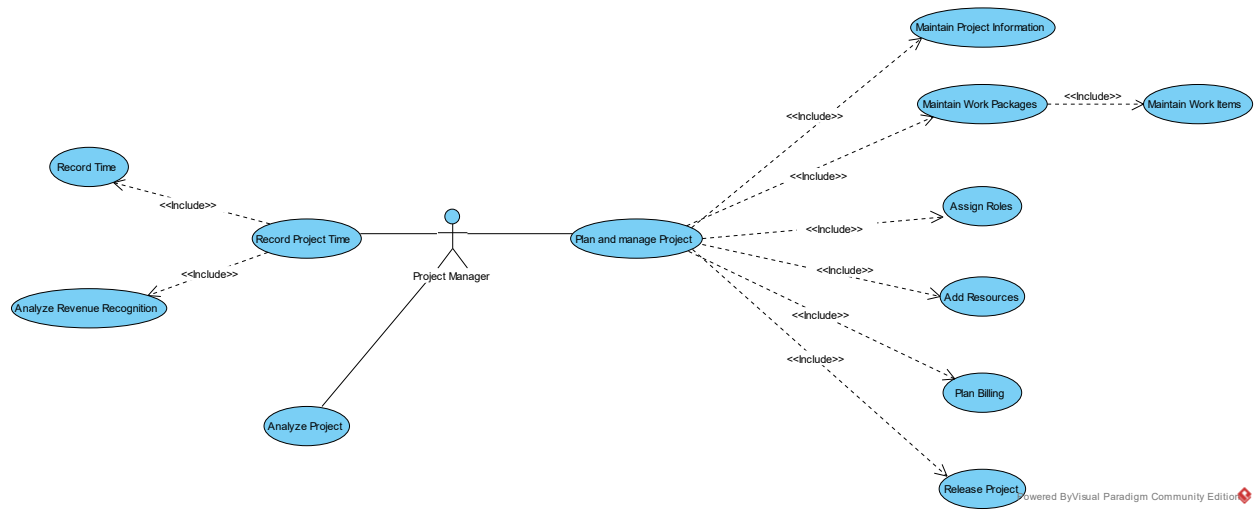 Maintain Project Information
Maintain Work Packages
<<Include>>
Maintain Work Items
<<Include>>
<<Include>>
Record Time
<<Include>>
Assign Roles
<<Include>>
Record Project Time
Plan and manage Project
Project Manager
<<Include>>
<<Include>>
Analyze Revenue Recognition
Add Resources
<<Include>>
<<Include>>
Plan Billing
Analyze Project
Release Project
Powered ByVisual Paradigm Community Edition